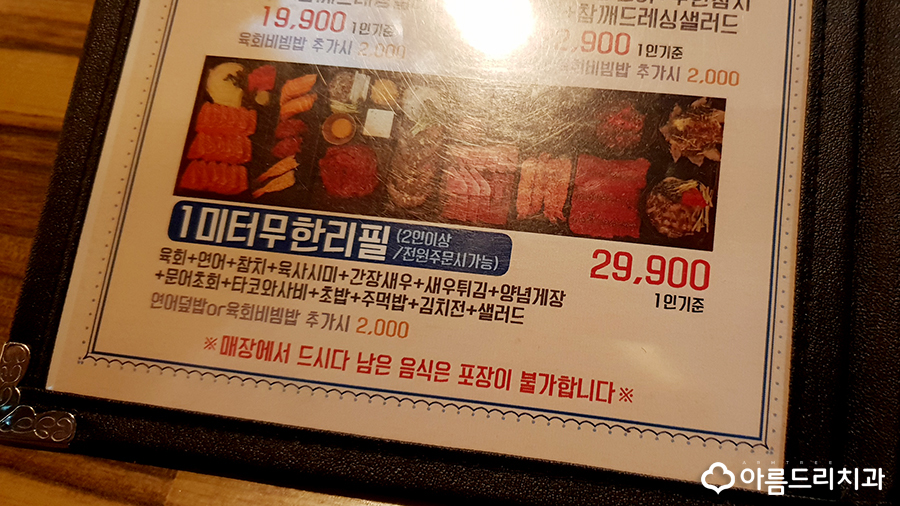 19,900 1인기준
육회비빔밥 추가시 2,000
+참깨드레싱샐러드
2,900 1인기준
회비빔밥 추가시 2,000
1미터무한리필 (2인이상
/전원주문시가능)
29,900
1인기준
육회+연어+참치+육사시미+간장새우+새우튀김+양념게장
+문어초회+타코와사비+초밥+주먹밥+김치전+샐러드
연어덮밥or육회비빔밥 추가시 2,000
※매장에서 드시다 남은 음식은 포장이 불가합니다※
아름드리치과